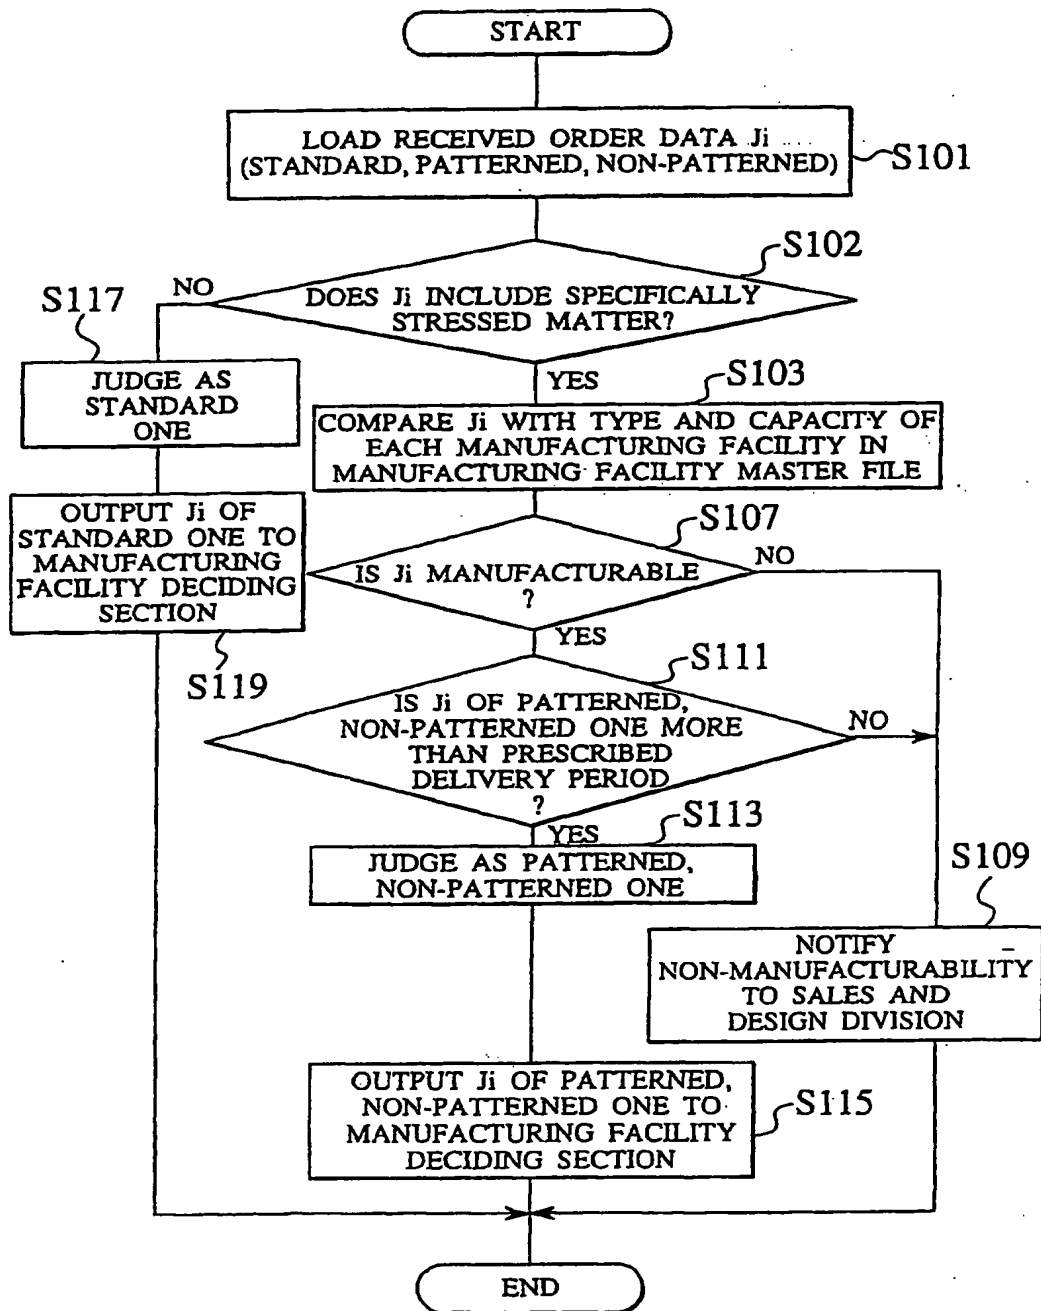 START
LOAD RECEIVED ORDER DATA Ji
(STANDARD, PATTERNED, NON-PATTERNED)
S101
S102
DOES Ji INCLUDE SPECIFICALLY
STRESSED MATTER?
NO
YES
S117
JUDGE AS
STANDARD
ONE
S103
COMPARE Ji WITH TYPE AND CAPACITY OF
EACH MANUFACTURING FACILITY IN
MANUFACTURING FACILITY MASTER FILE
OUTPUT Ji OF
STANDARD ONE TO
MANUFACTURING
FACILITY DECIDING
SECTION
S119
S107
IS Ji MANUFACTURABLE
?
NO
YES
S111
IS Ji OF PATTERNED,
NON-PATTERNED ONE MORE
THAN PRESCRIBED
DELIVERY PERIOD
?
NO
YES
S113
JUDGE AS PATTERNED,
NON-PATTERNED ONE
S109
NOTIFY
NON-MANUFACTURABILITY
TO SALES AND
DESIGN DIVISION
OUTPUT Ji OF PATTERNED,
NON-PATTERNED ONE TO
MANUFACTURING FACILITY
DECIDING SECTION
S115
END